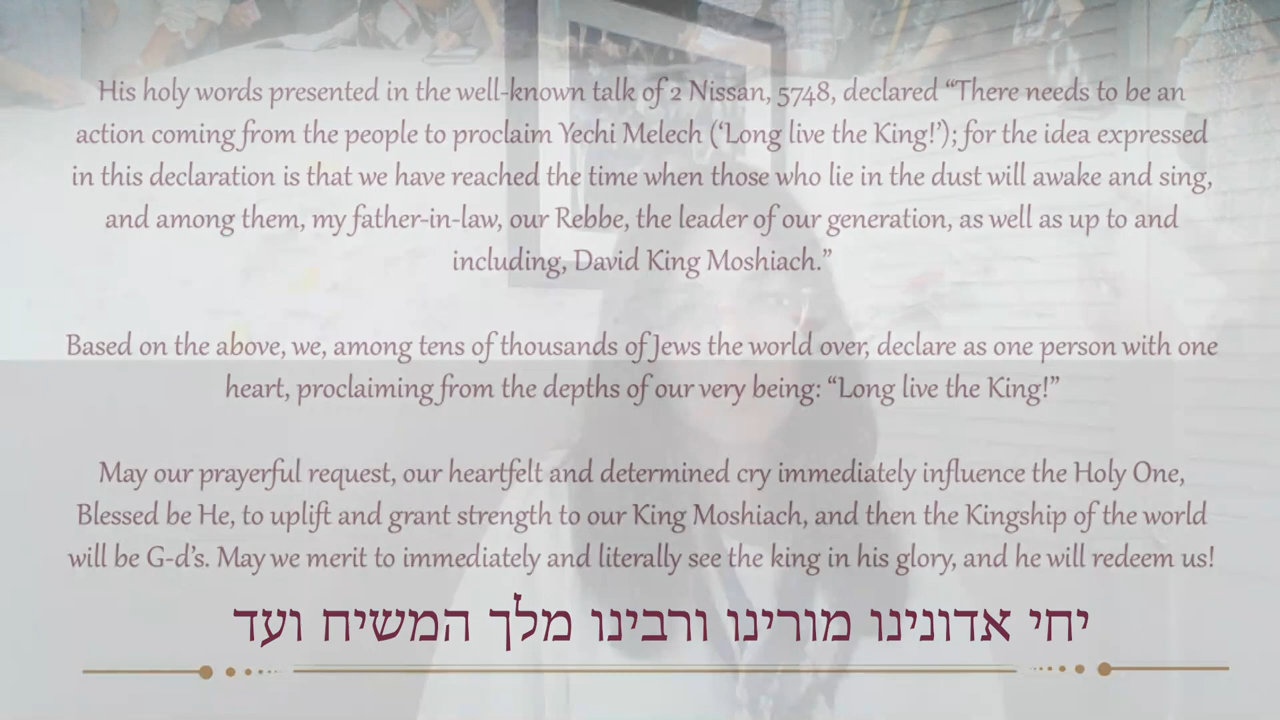 His holy words presented in the well-known talk of 2 Nissan, 5748, declared “There needs to be an
action coming from the people to proclaim Yechi Melech (‘Long live the King!’); for the idea expressed
in this declaration is that we have reached the time when those who lie in the dust will awake and sing,
and among them, my father-in-law, our Rebbe, the leader of our generation, as well as up to and
including, David King Moshiach.”
Based on the above, we, among tens of thousands of Jews the world over, declare as one person with one
heart, proclaiming from the depths of our very being: “Long live the King!”
May our prayerful request, our heartfelt and determined cry immediately influence the Holy One,
Blessed be He, to uplift and grant strength to our King Moshiach, and then the Kingship of the world
will be G-d’s. May we merit to immediately and literally see the king in his glory, and he will redeem us!
יחי אדונינו מורינו ורבינו מלך המשיח ועד